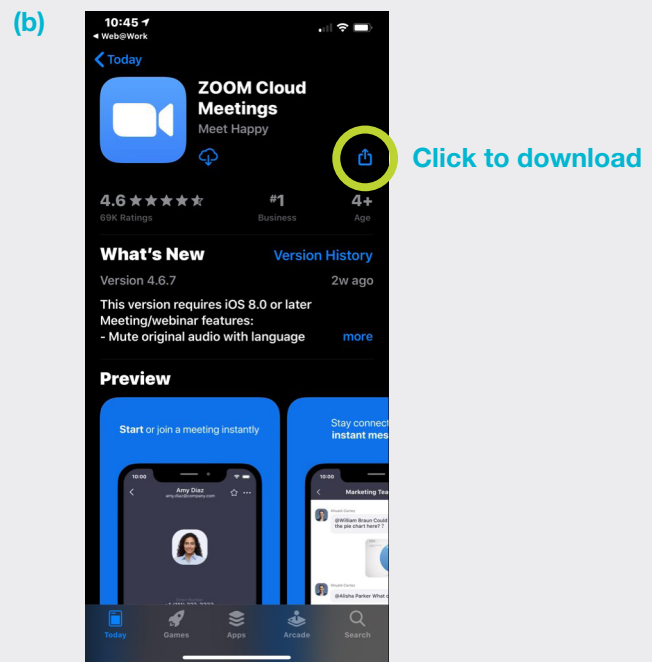 (b)
10:45
Web@Work
Today
ZOOM Cloud
Meetings
Meet Happy
Click to download
4.6 #1 4+
69K Ratings Business Age
What's New Version History
Version 4.6.7 2w ago
This version requires iOS 8.0 or later
Meeting/webinar features:
- Mute original audio with language more
Preview
Start or join a meeting instantly
Stay connect
instant mes
10:00
Amy Diaz
amy.diaz@company.com
10:00
Marketing Tea
@William Braun Could
the pie chart here? ?
@Alisha Parker What c
Today Games Apps Arcade Search